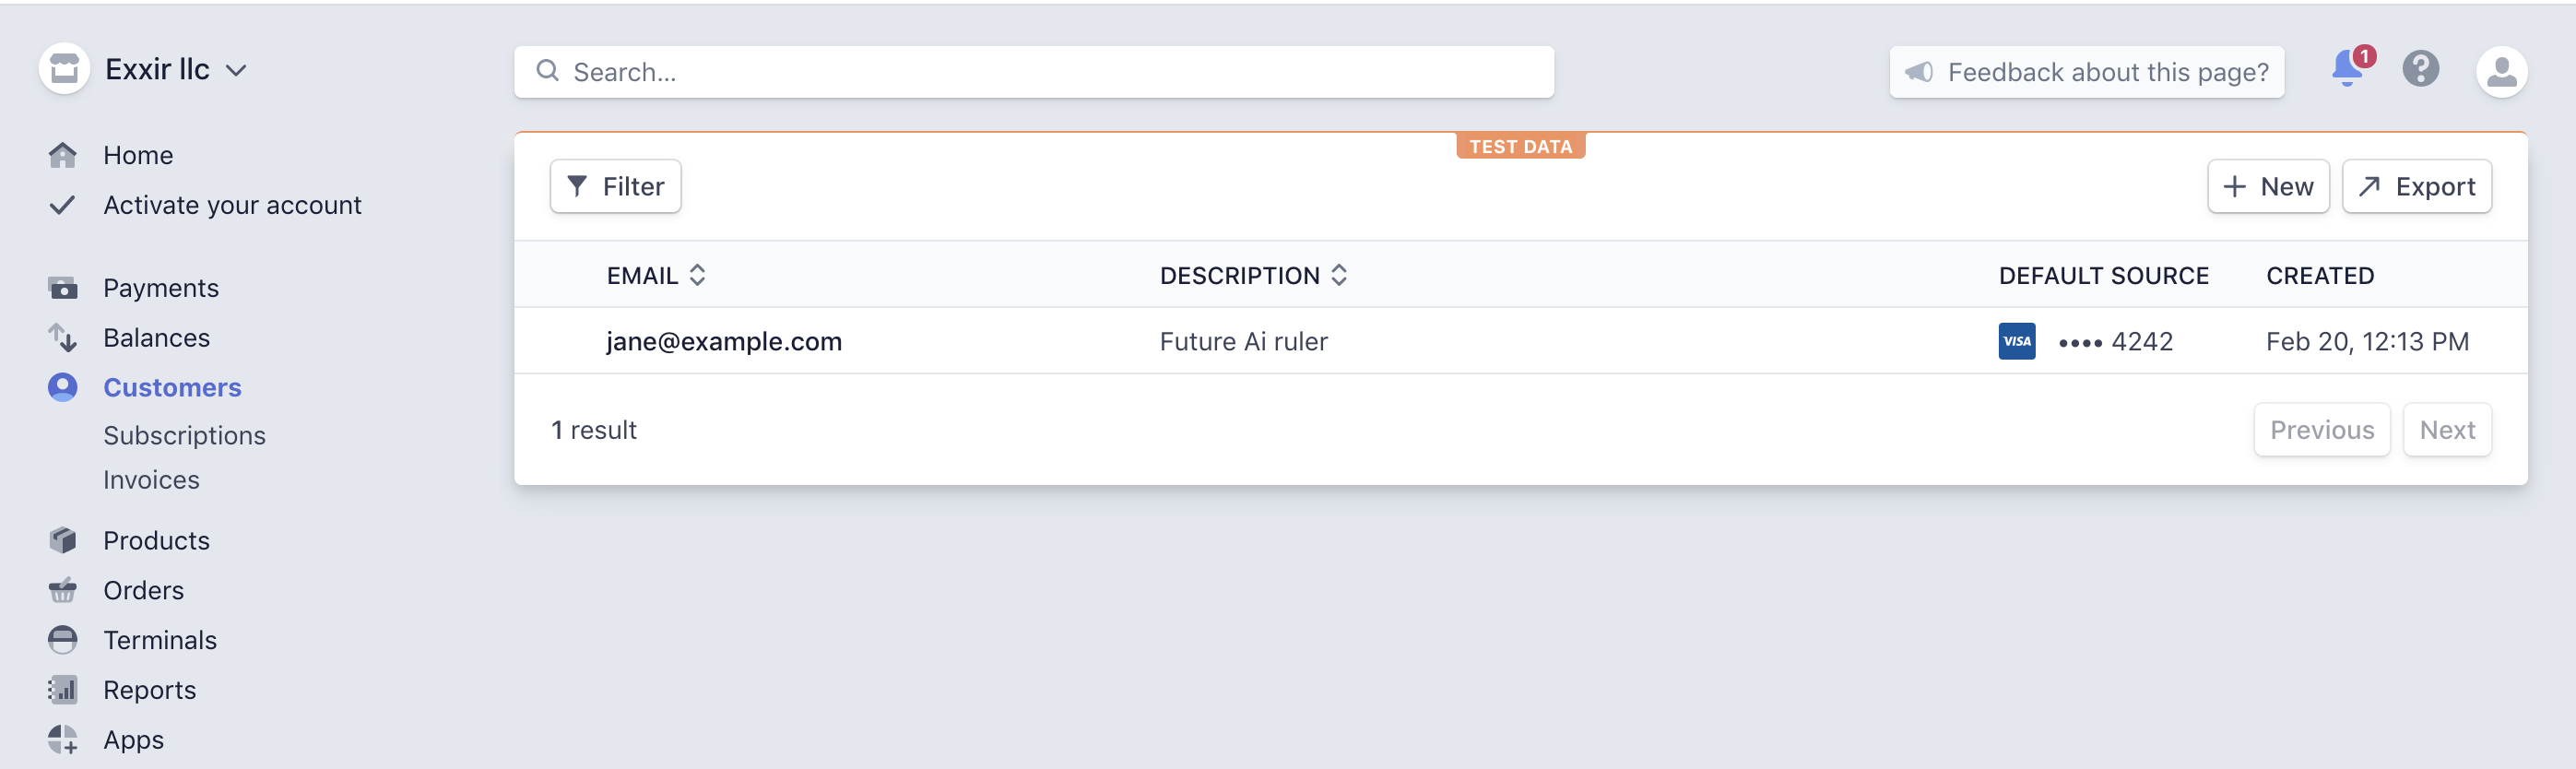 Exxir llc
Search...
Feedback about this page?
1
Home
Activate your account
Payments
Balances
Customers
Subscriptions
Invoices
Products
Orders
Terminals
Reports
Apps
TEST DATA
Filter
New
Export
EMAIL DESCRIPTION DEFAULT SOURCE CREATED
jane@example.com Future Ai ruler VISA •••• 4242 Feb 20, 12:13 PM
1 result
Previous
Next